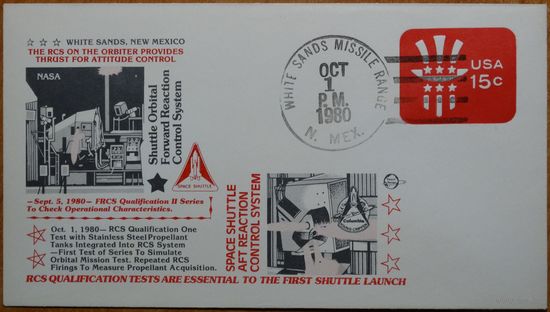 ☆ ☆ ☆ WHITE SANDS, NEW MEXICO
THE RCS ON THE ORBITER PROVIDES
THRUST FOR ATTITUDE CONTROL
NASA
Shuttle Orbital
Forward Reaction
Control System
SPACE SHUTTLE
—Sept. 5, 1980— FRCS Qualification II Series
To Check Operational Characteristics.
Oct. 1, 1980— RCS Qualification One
Test with Stainless Steel Propellant
Tanks Integrated Into RCS System
—First Test of Series To Simulate
Orbital Mission Test. Repeated RCS
Firings To Measure Propellant Acquisition.
SPACE SHUTTLE
AFT REACTION
CONTROL SYSTEM
Columbia
RCS QUALIFICATION TESTS ARE ESSENTIAL TO THE FIRST SHUTTLE LAUNCH
WHITE SANDS MISSILE RANGE
OCT
1
P.M.
1980
N. MEX.
USA
15c